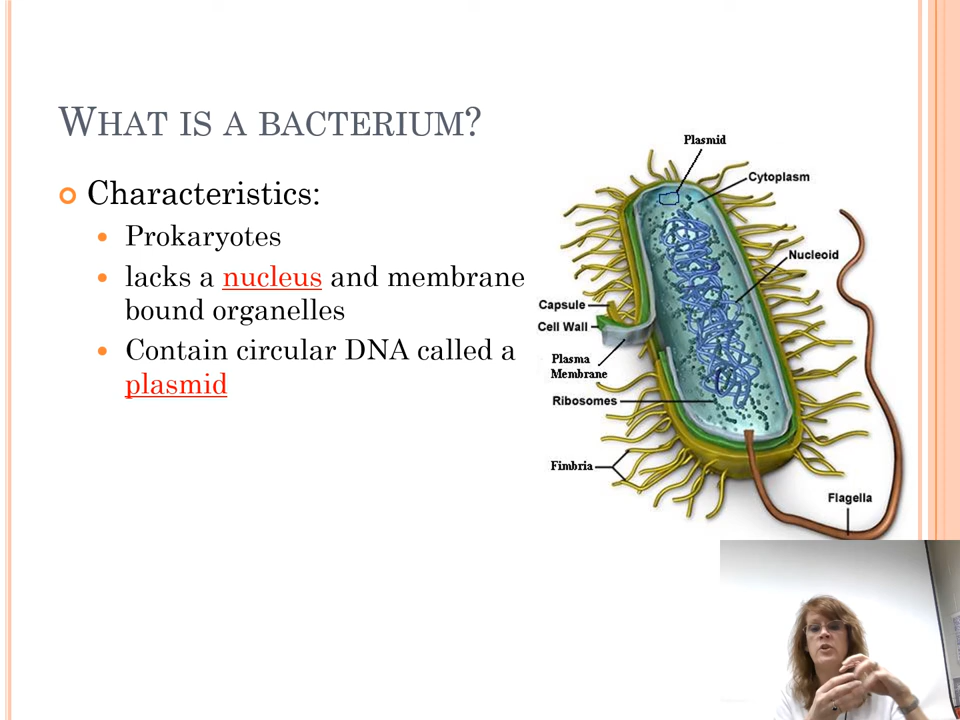 WHAT IS A BACTERIUM?
Characteristics:
Prokaryotes
lacks a nucleus and membrane
bound organelles
Contain circular DNA called a
plasmid
Plasmid
Cytoplasm
Nucleoid
Capsule
Cell Wall
Plasma
Membrane
Ribosomes
Fimbria
Flagella